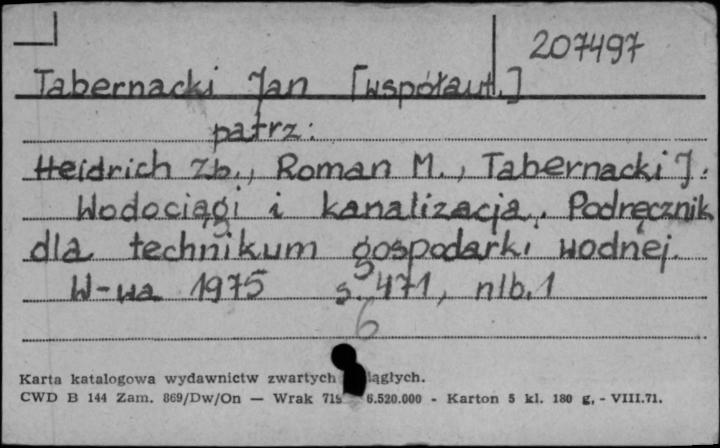 207497
Tabernacki Jan [współaut.]
patrz:
Heidrich Zb., Roman M., Tabernacki J.:
Wodociągi i kanalizacja. Podręcznik
dla technikum gospodarki wodnej.
W-wa 1975 s. 471, nlb. 1
6
Karta katalogowa wydawnictw zwartych ągłych.
CWD B 144 Zam. 869/Dw/On — Wrak 71 6.520.000 - Karton 5 kl. 180 g, - VIII.71.